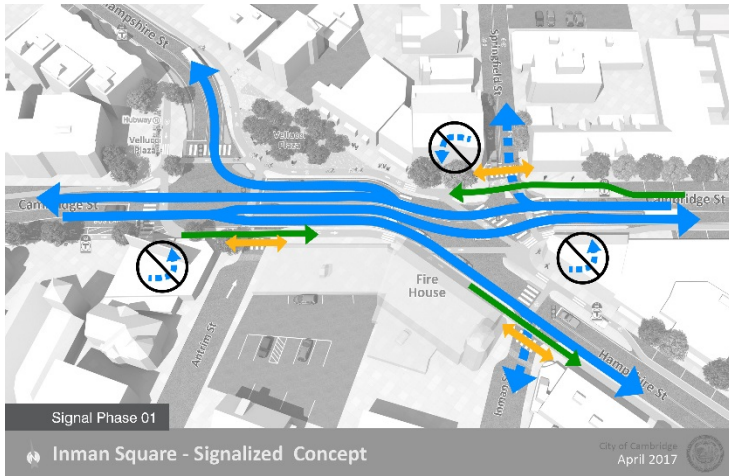 Hampshire St
Springfield St
Hubway
Vellucci
Plaza
Vellucci
Plaza
Cambridge St
Cambridge St
Fire
House
Antrim St
Inman St
Hampshire St
Signal Phase 01
Inman Square - Signalized Concept
City of Cambridge
April 2017